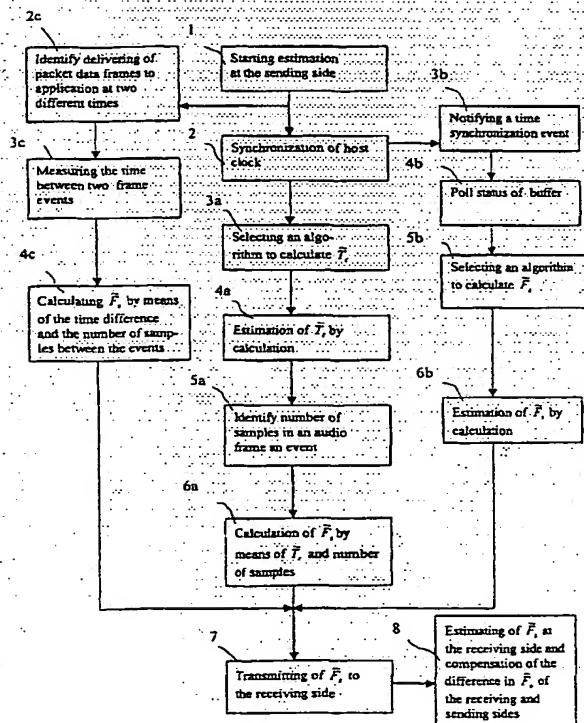 1
Starting estimation
at the sending side
2c
Identify delivering of
packet data frames to
application at two
different times
3c
Measuring the time
between two frame
events
4c
Calculating F̄ₛ by means
of the time difference
and the number of sam-
ples between the events
2
Synchronization of host
clock
3a
Selecting an algo-
rithm to calculate T̄ₑ
4a
Estimation of T̄ₑ by
calculation
5a
Identify number of
samples in an audio
frame an event
6a
Calculation of F̄ₛ by
means of T̄ₑ and number
of samples
3b
Notifying a time
synchronization event
4b
Poll status of buffer
5b
Selecting an algorithm
to calculate F̄ₛ
6b
Estimation of F̄ₛ by
calculation
7
Transmitting of F̄ₛ to
the receiving side
8
Estimating of F̄ₛ at
the receiving side and
compensation of the
difference in F̄ₛ of
the receiving and
sending sides